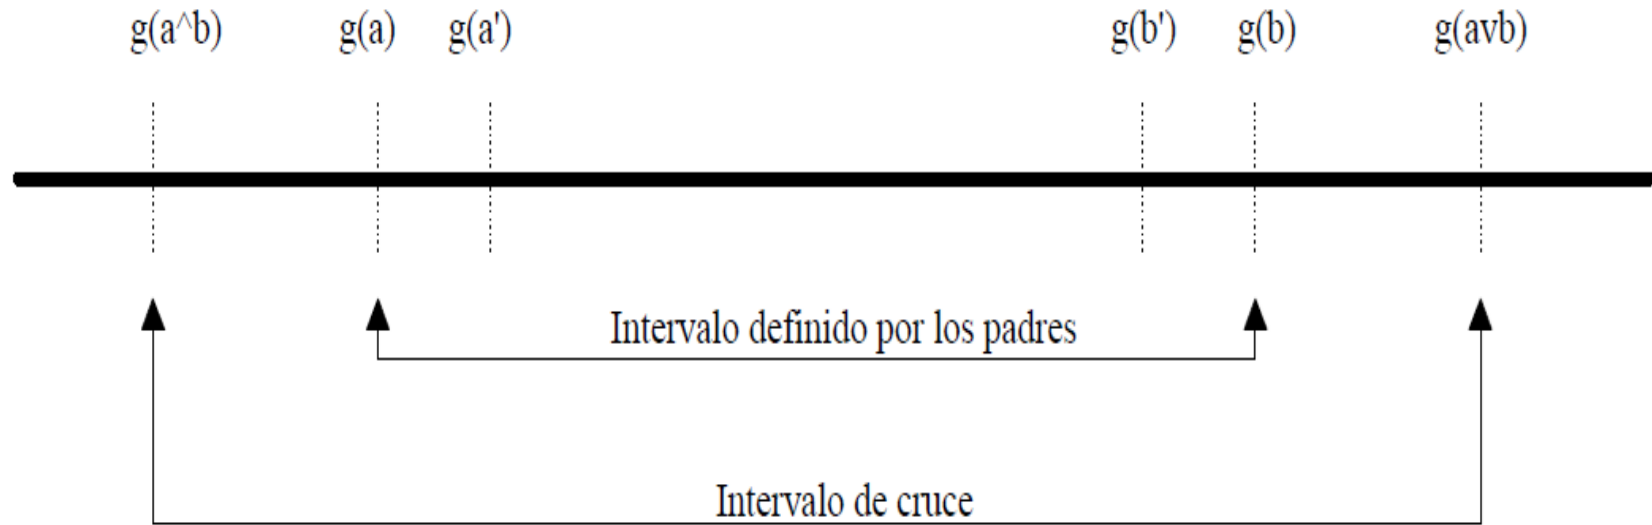 g(a^b) g(a) g(a') g(b') g(b) g(avb)
Intervalo definido por los padres
Intervalo de cruce